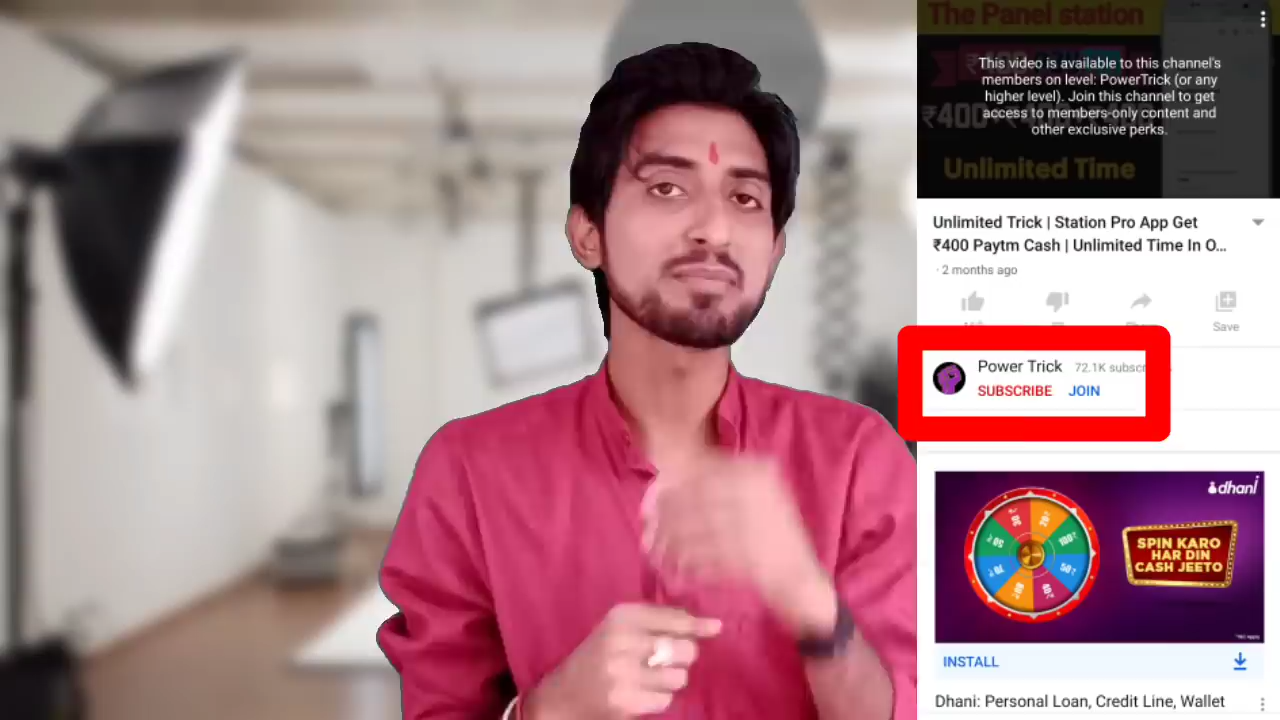 The Panel station
This video is available to this channel's
members on level: PowerTrick (or any
higher level). Join this channel to get
access to members-only content and
other exclusive perks.
₹400
Unlimited Time
Unlimited Trick | Station Pro App Get
₹400 Paytm Cash | Unlimited Time In O...
· 2 months ago
Save
Power Trick 72.1K
SUBSCRIBE JOIN
dhani
SPIN KARO
HAR DIN
CASH JEETO
INSTALL
Dhani: Personal Loan, Credit Line, Wallet